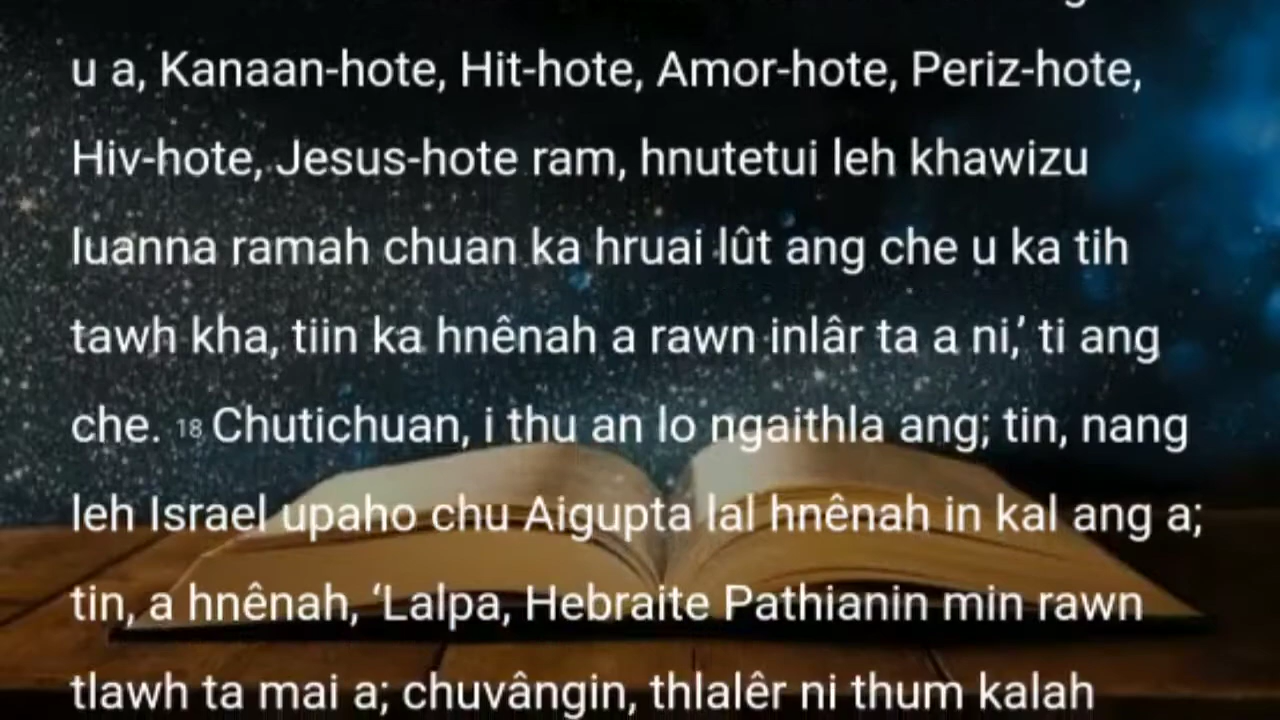 u a, Kanaan-hote, Hit-hote, Amor-hote, Periz-hote,
Hiv-hote, Jesus-hote ram, hnutetui leh khawizu
luanna ramah chuan ka hruai lût ang che u ka tih
tawh kha, tiin ka hnênah a rawn inlâr ta a ni,’ ti ang
che. 18 Chutichuan, i thu an lo ngaithla ang; tin, nang
leh Israel upaho chu Aigupta lal hnênah in kal ang a;
tin, a hnênah, ‘Lalpa, Hebraite Pathianin min rawn
tlawh ta mai a; chuvângin, thlalêr ni thum kalah